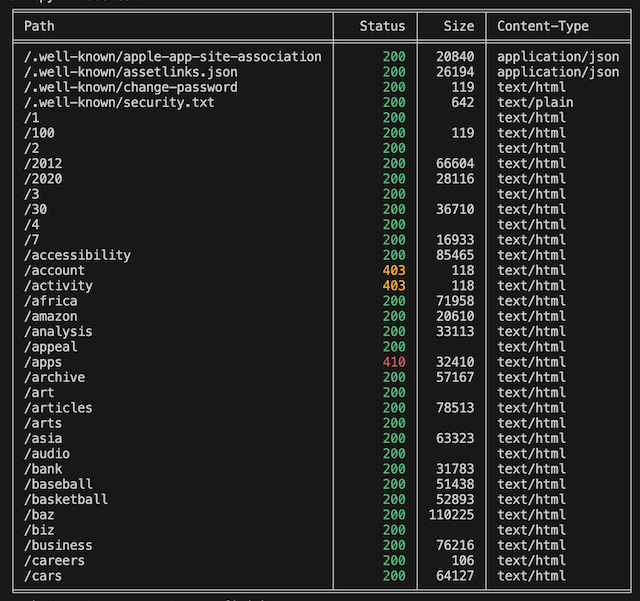 Path Status Size Content-Type
/.well-known/apple-app-site-association 200 20840 application/json
/.well-known/assetlinks.json 200 26194 application/json
/.well-known/change-password 200 119 text/html
/.well-known/security.txt 200 642 text/plain
/1 200 text/html
/100 200 119 text/html
/2 200 text/html
/2012 200 66604 text/html
/2020 200 28116 text/html
/3 200 text/html
/30 200 36710 text/html
/4 200 text/html
/7 200 16933 text/html
/accessibility 200 85465 text/html
/account 403 118 text/html
/activity 403 118 text/html
/africa 200 71958 text/html
/amazon 200 20610 text/html
/analysis 200 33113 text/html
/appeal 200 text/html
/apps 410 32410 text/html
/archive 200 57167 text/html
/art 200 text/html
/articles 200 78513 text/html
/arts 200 text/html
/asia 200 63323 text/html
/audio 200 text/html
/bank 200 31783 text/html
/baseball 200 51438 text/html
/basketball 200 52893 text/html
/baz 200 110225 text/html
/biz 200 text/html
/business 200 76216 text/html
/careers 200 106 text/html
/cars 200 64127 text/html